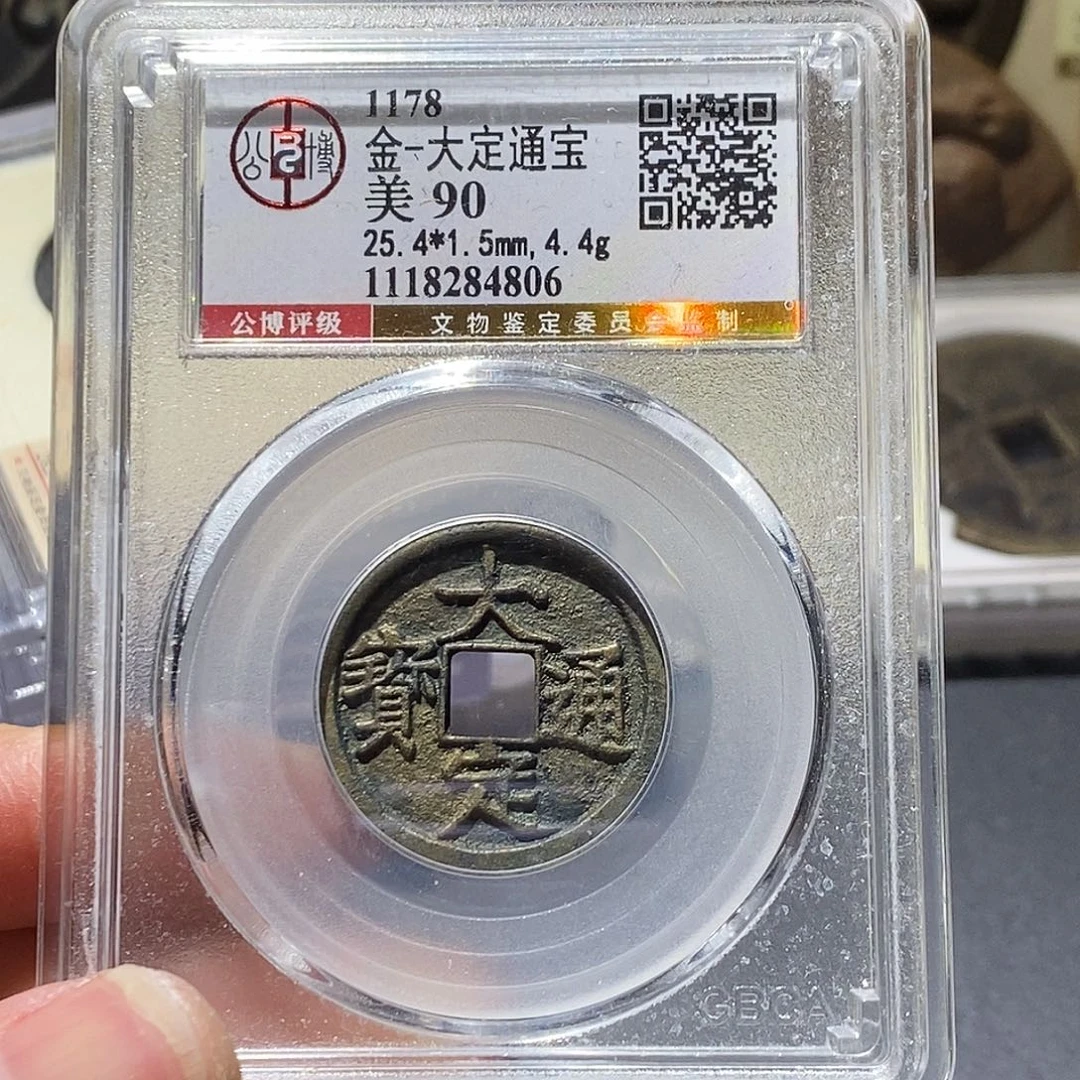 公博
1178
金-大定通宝
美 90
25.4*1.5mm,4.4g
1118284806
公博评级
文物鉴定委员会监制
大定通寳
GBCA